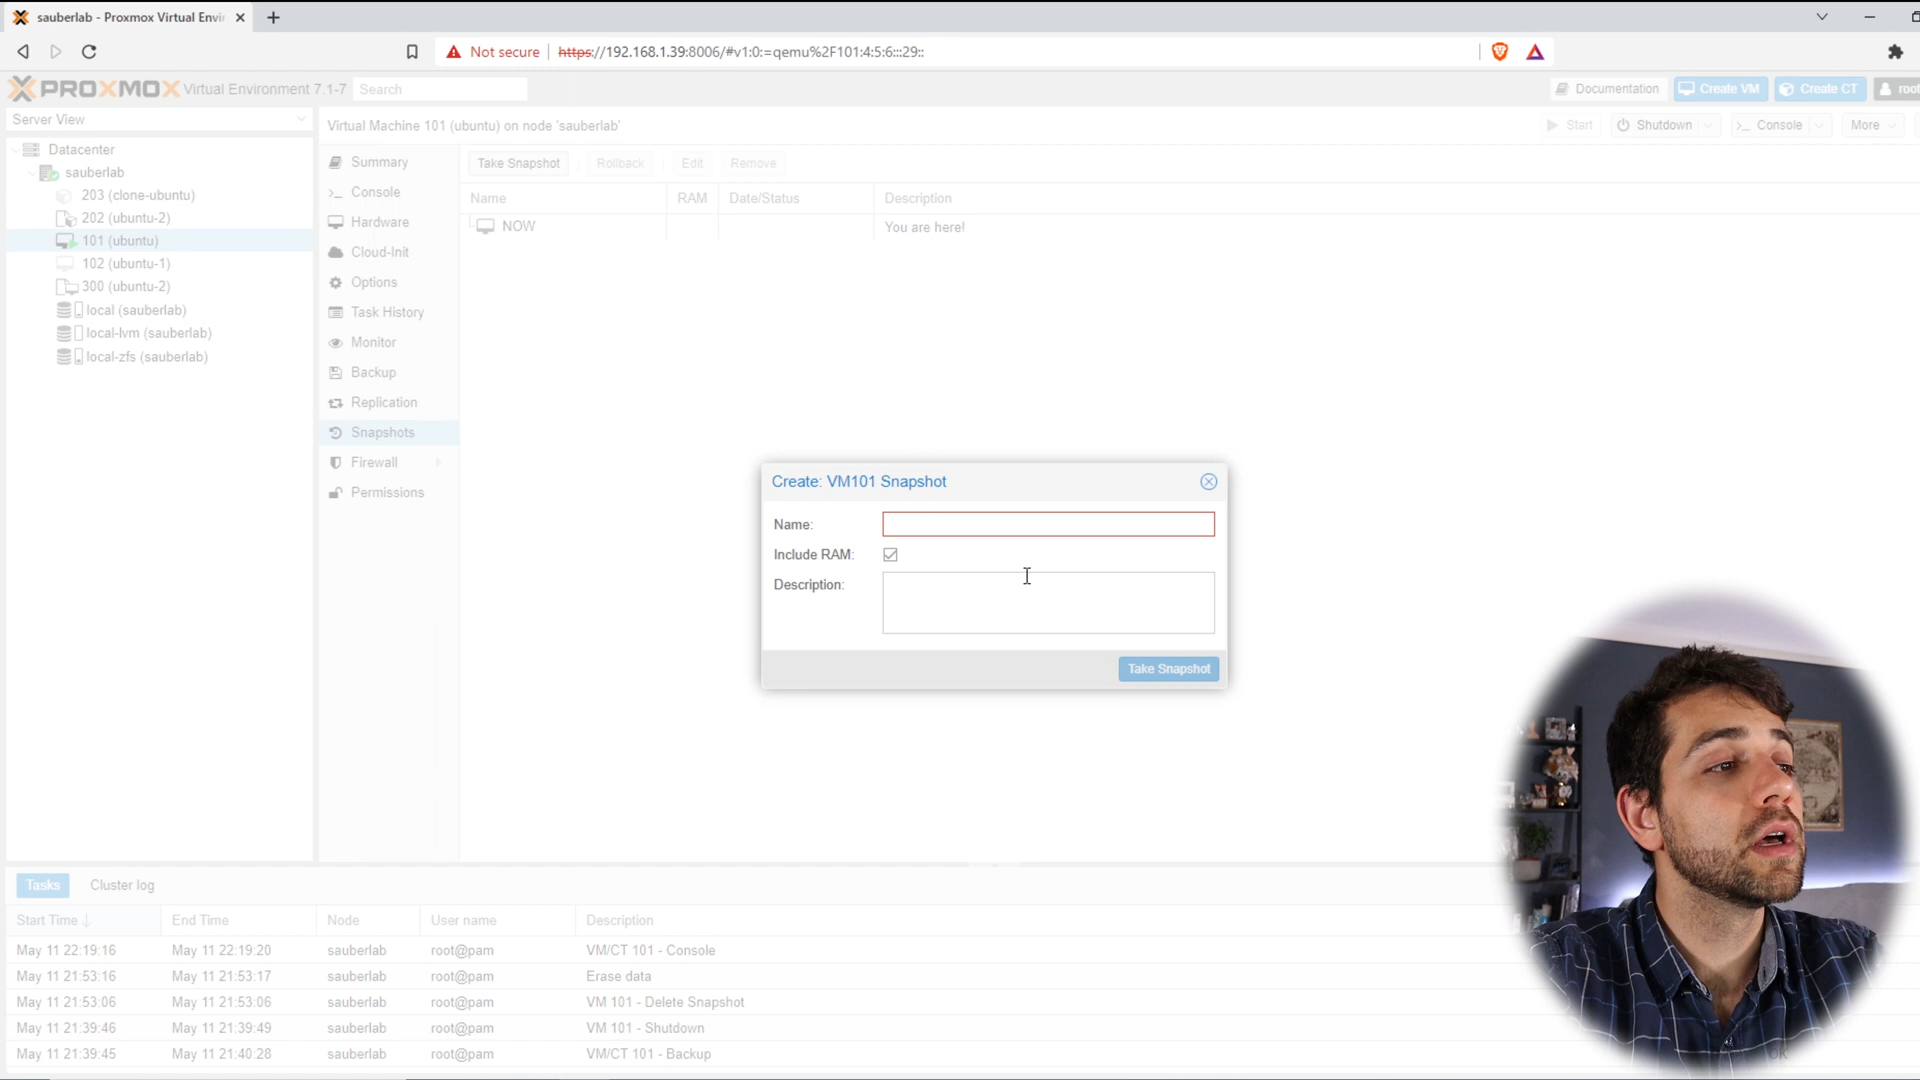 sauberlab - Proxmox Virtual Envi
Not secure https://192.168.1.39:8006/#v1:0:=qemu%2F101:4:5:6:::29::
PROXMOX Virtual Environment 7.1-7 Search Documentation Create VM Create CT root
Server View
Virtual Machine 101 (ubuntu) on node 'sauberlab' Start Shutdown Console More
Datacenter
sauberlab
203 (clone-ubuntu)
202 (ubuntu-2)
101 (ubuntu)
102 (ubuntu-1)
300 (ubuntu-2)
local (sauberlab)
local-lvm (sauberlab)
local-zfs (sauberlab)
Summary
Console
Hardware
Cloud-Init
Options
Task History
Monitor
Backup
Replication
Snapshots
Firewall
Permissions
Take Snapshot Rollback Edit Remove
Name RAM Date/Status Description
NOW You are here!
Create: VM101 Snapshot
Name:
Include RAM:
Description:
Take Snapshot
Tasks Cluster log
Start Time End Time Node User name Description
May 11 22:19:16 May 11 22:19:20 sauberlab root@pam VM/CT 101 - Console
May 11 21:53:16 May 11 21:53:17 sauberlab root@pam Erase data
May 11 21:53:06 May 11 21:53:06 sauberlab root@pam VM 101 - Delete Snapshot
May 11 21:39:46 May 11 21:39:49 sauberlab root@pam VM 101 - Shutdown
May 11 21:39:45 May 11 21:40:28 sauberlab root@pam VM/CT 101 - Backup
OK